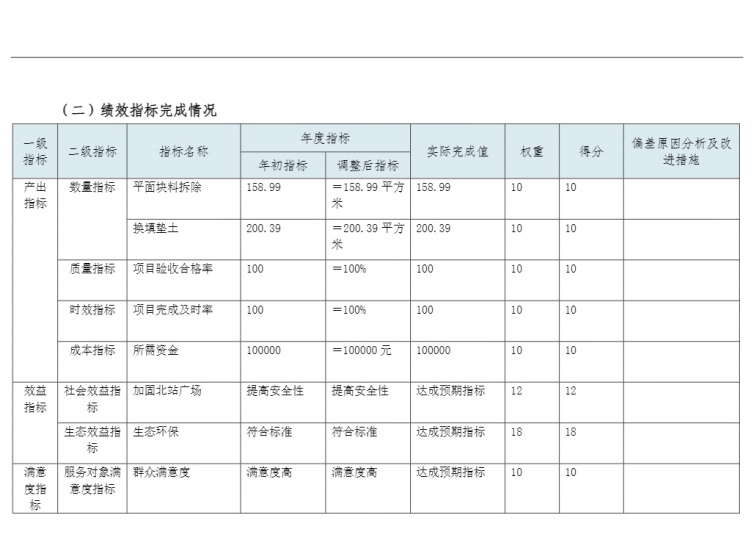 （二）绩效指标完成情况
一级指标 二级指标 指标名称 年度指标 实际完成值 权重 得分 偏差原因分析及改进措施
年初指标 调整后指标
产出指标 数量指标 平面块料拆除 158.99 ＝158.99 平方米 158.99 10 10
换填垫土 200.39 ＝200.39 平方米 200.39 10 10
质量指标 项目验收合格率 100 ＝100% 100 10 10
时效指标 项目完成及时率 100 ＝100% 100 10 10
成本指标 所需资金 100000 ＝100000 元 100000 10 10
效益指标 社会效益指标 加固北站广场 提高安全性 提高安全性 达成预期指标 12 12
生态效益指标 生态环保 符合标准 符合标准 达成预期指标 18 18
满意度指标 服务对象满意度指标 群众满意度 满意度高 满意度高 达成预期指标 10 10